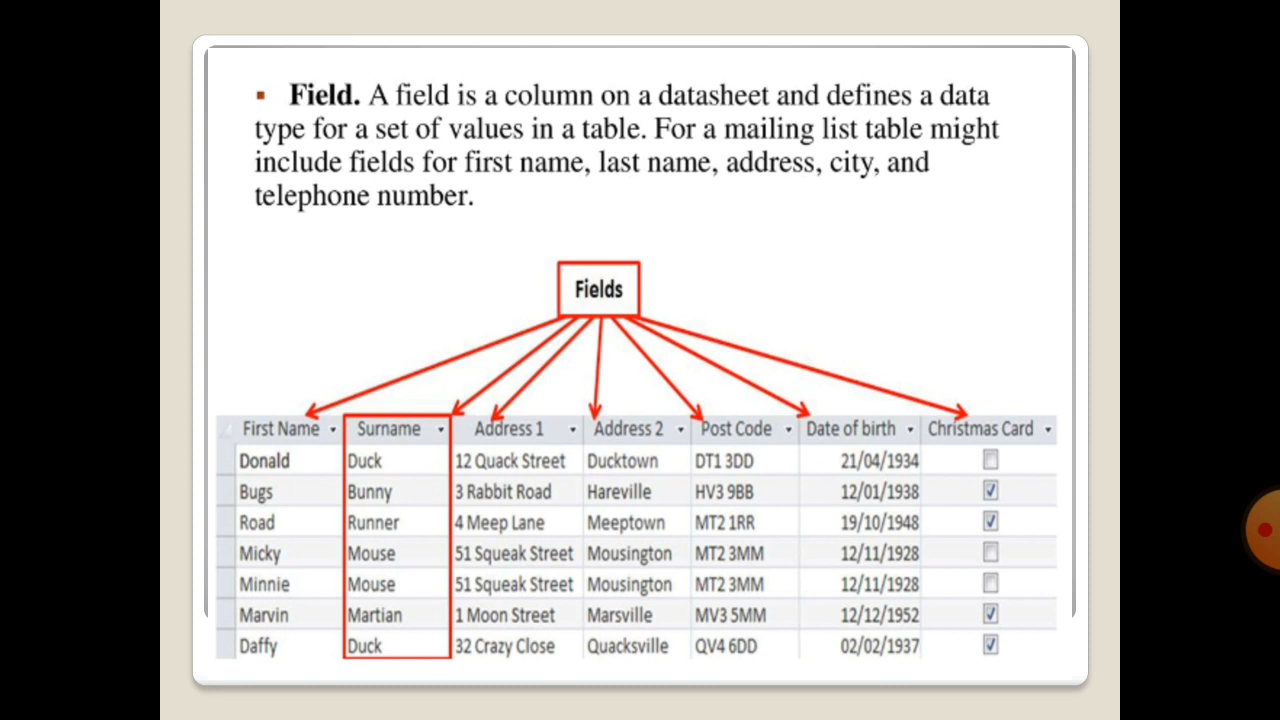 ▪ Field. A field is a column on a datasheet and defines a data
type for a set of values in a table. For a mailing list table might
include fields for first name, last name, address, city, and
telephone number.
Fields
First Name Surname Address 1 Address 2 Post Code Date of birth Christmas Card
Donald Duck 12 Quack Street Ducktown DT1 3DD 21/04/1934
Bugs Bunny 3 Rabbit Road Hareville HV3 9BB 12/01/1938
Road Runner 4 Meep Lane Meeptown MT2 1RR 19/10/1948
Micky Mouse 51 Squeak Street Mousington MT2 3MM 12/11/1928
Minnie Mouse 51 Squeak Street Mousington MT2 3MM 12/11/1928
Marvin Martian 1 Moon Street Marsville MV3 5MM 12/12/1952
Daffy Duck 32 Crazy Close Quacksville QV4 6DD 02/02/1937